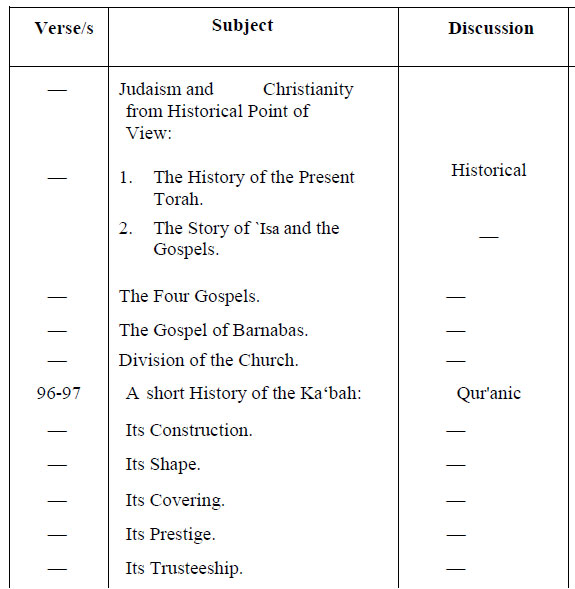 Verse/s Subject Discussion
— Judaism and Christianity
from Historical Point of
View:
Historical
— 1. The History of the Present
Torah.
2. The Story of `Isa and the —
Gospels.
— The Four Gospels. —
— The Gospel of Barnabas. —
— Division of the Church. —
96-97 A short History of the Ka‘bah: Qur'anic
— Its Construction. —
— Its Shape. —
— Its Covering. —
— Its Prestige. —
— Its Trusteeship. —